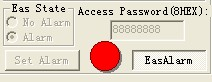 Eas State
No Alarm
Alarm
Set Alarm
Access Password(8HEX):
88888888
EasAlarm